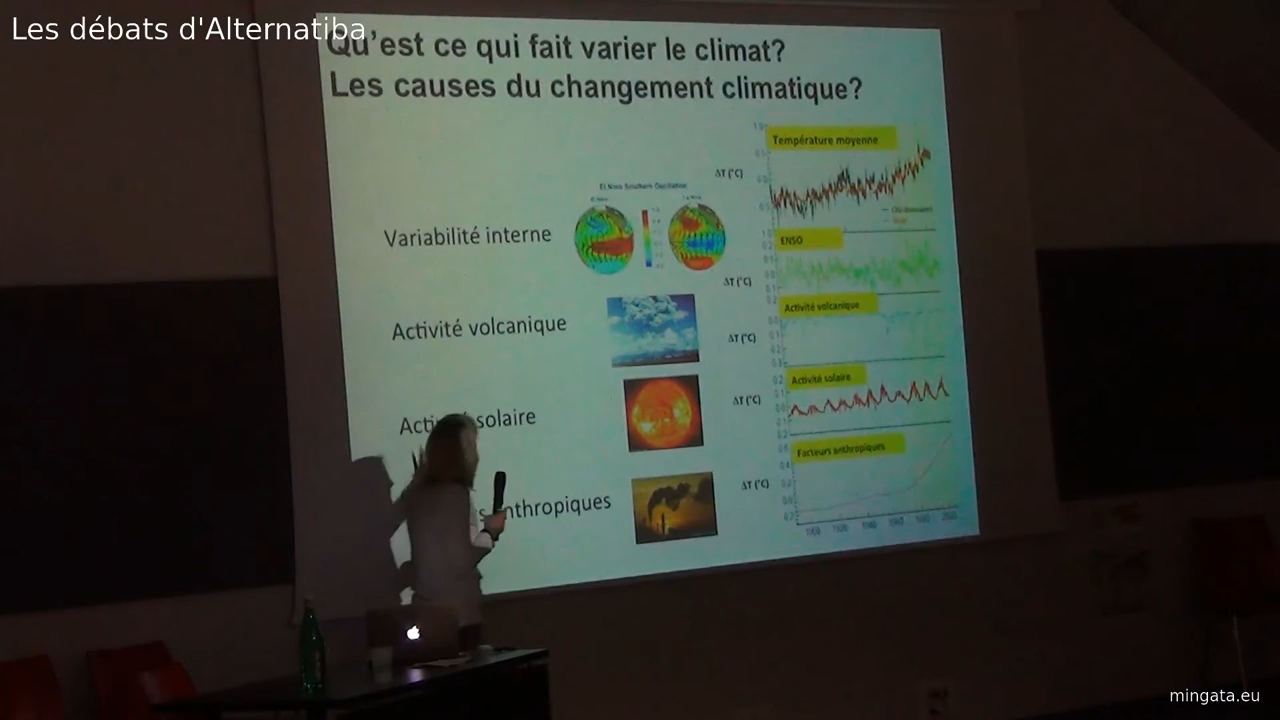 Les débats d'Alternatiba
Qu'est ce qui fait varier le climat?
Les causes du changement climatique?
Température moyenne
ΔT (°C)
El Nino Southern Oscillation
Variabilité interne
ENSO
ΔT (°C)
Activité volcanique
Activité volcanique
ΔT (°C)
Activité solaire
ΔT (°C)
solaire
Facteurs anthropiques
ΔT (°C)
nthropiques
mingata.eu